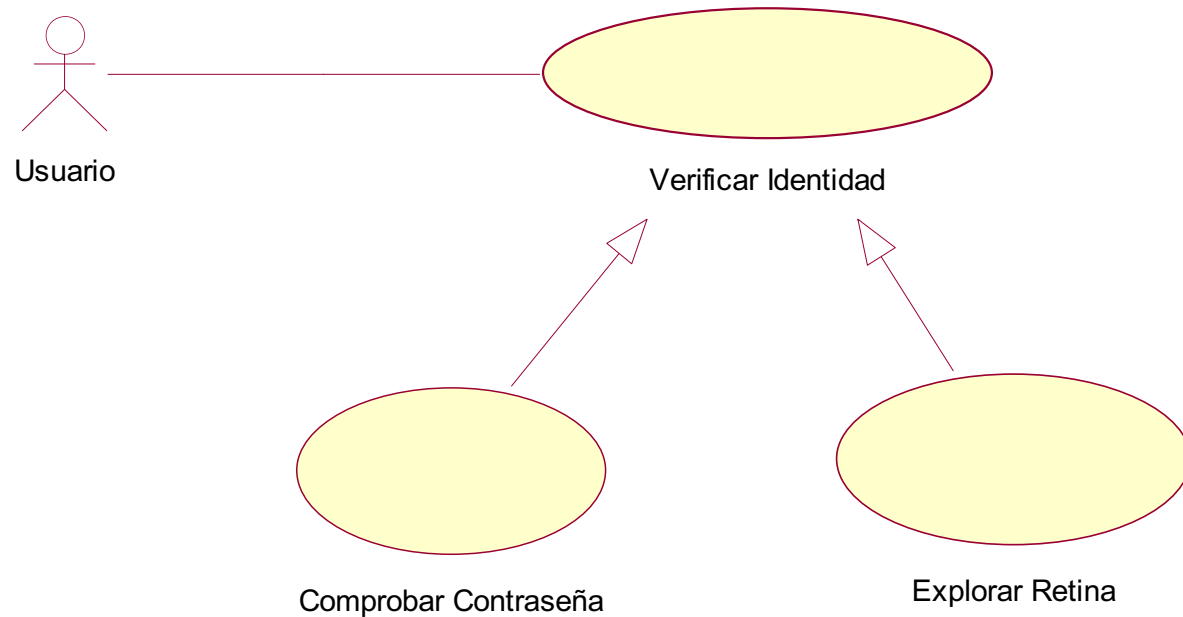 Usuario
Verificar Identidad
Comprobar Contraseña
Explorar Retina